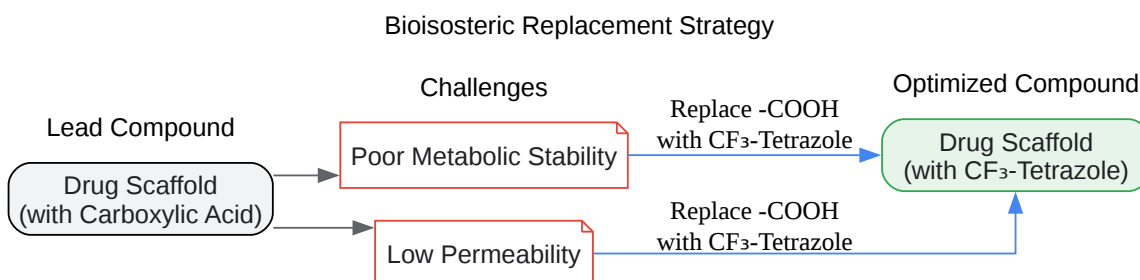 Bioisosteric Replacement Strategy
Lead Compound
Drug Scaffold
(with Carboxylic Acid)
Challenges
Poor Metabolic Stability
Low Permeability
Replace -COOH
with CF₃-Tetrazole
Replace -COOH
with CF₃-Tetrazole
Optimized Compound
Drug Scaffold
(with CF₃-Tetrazole)